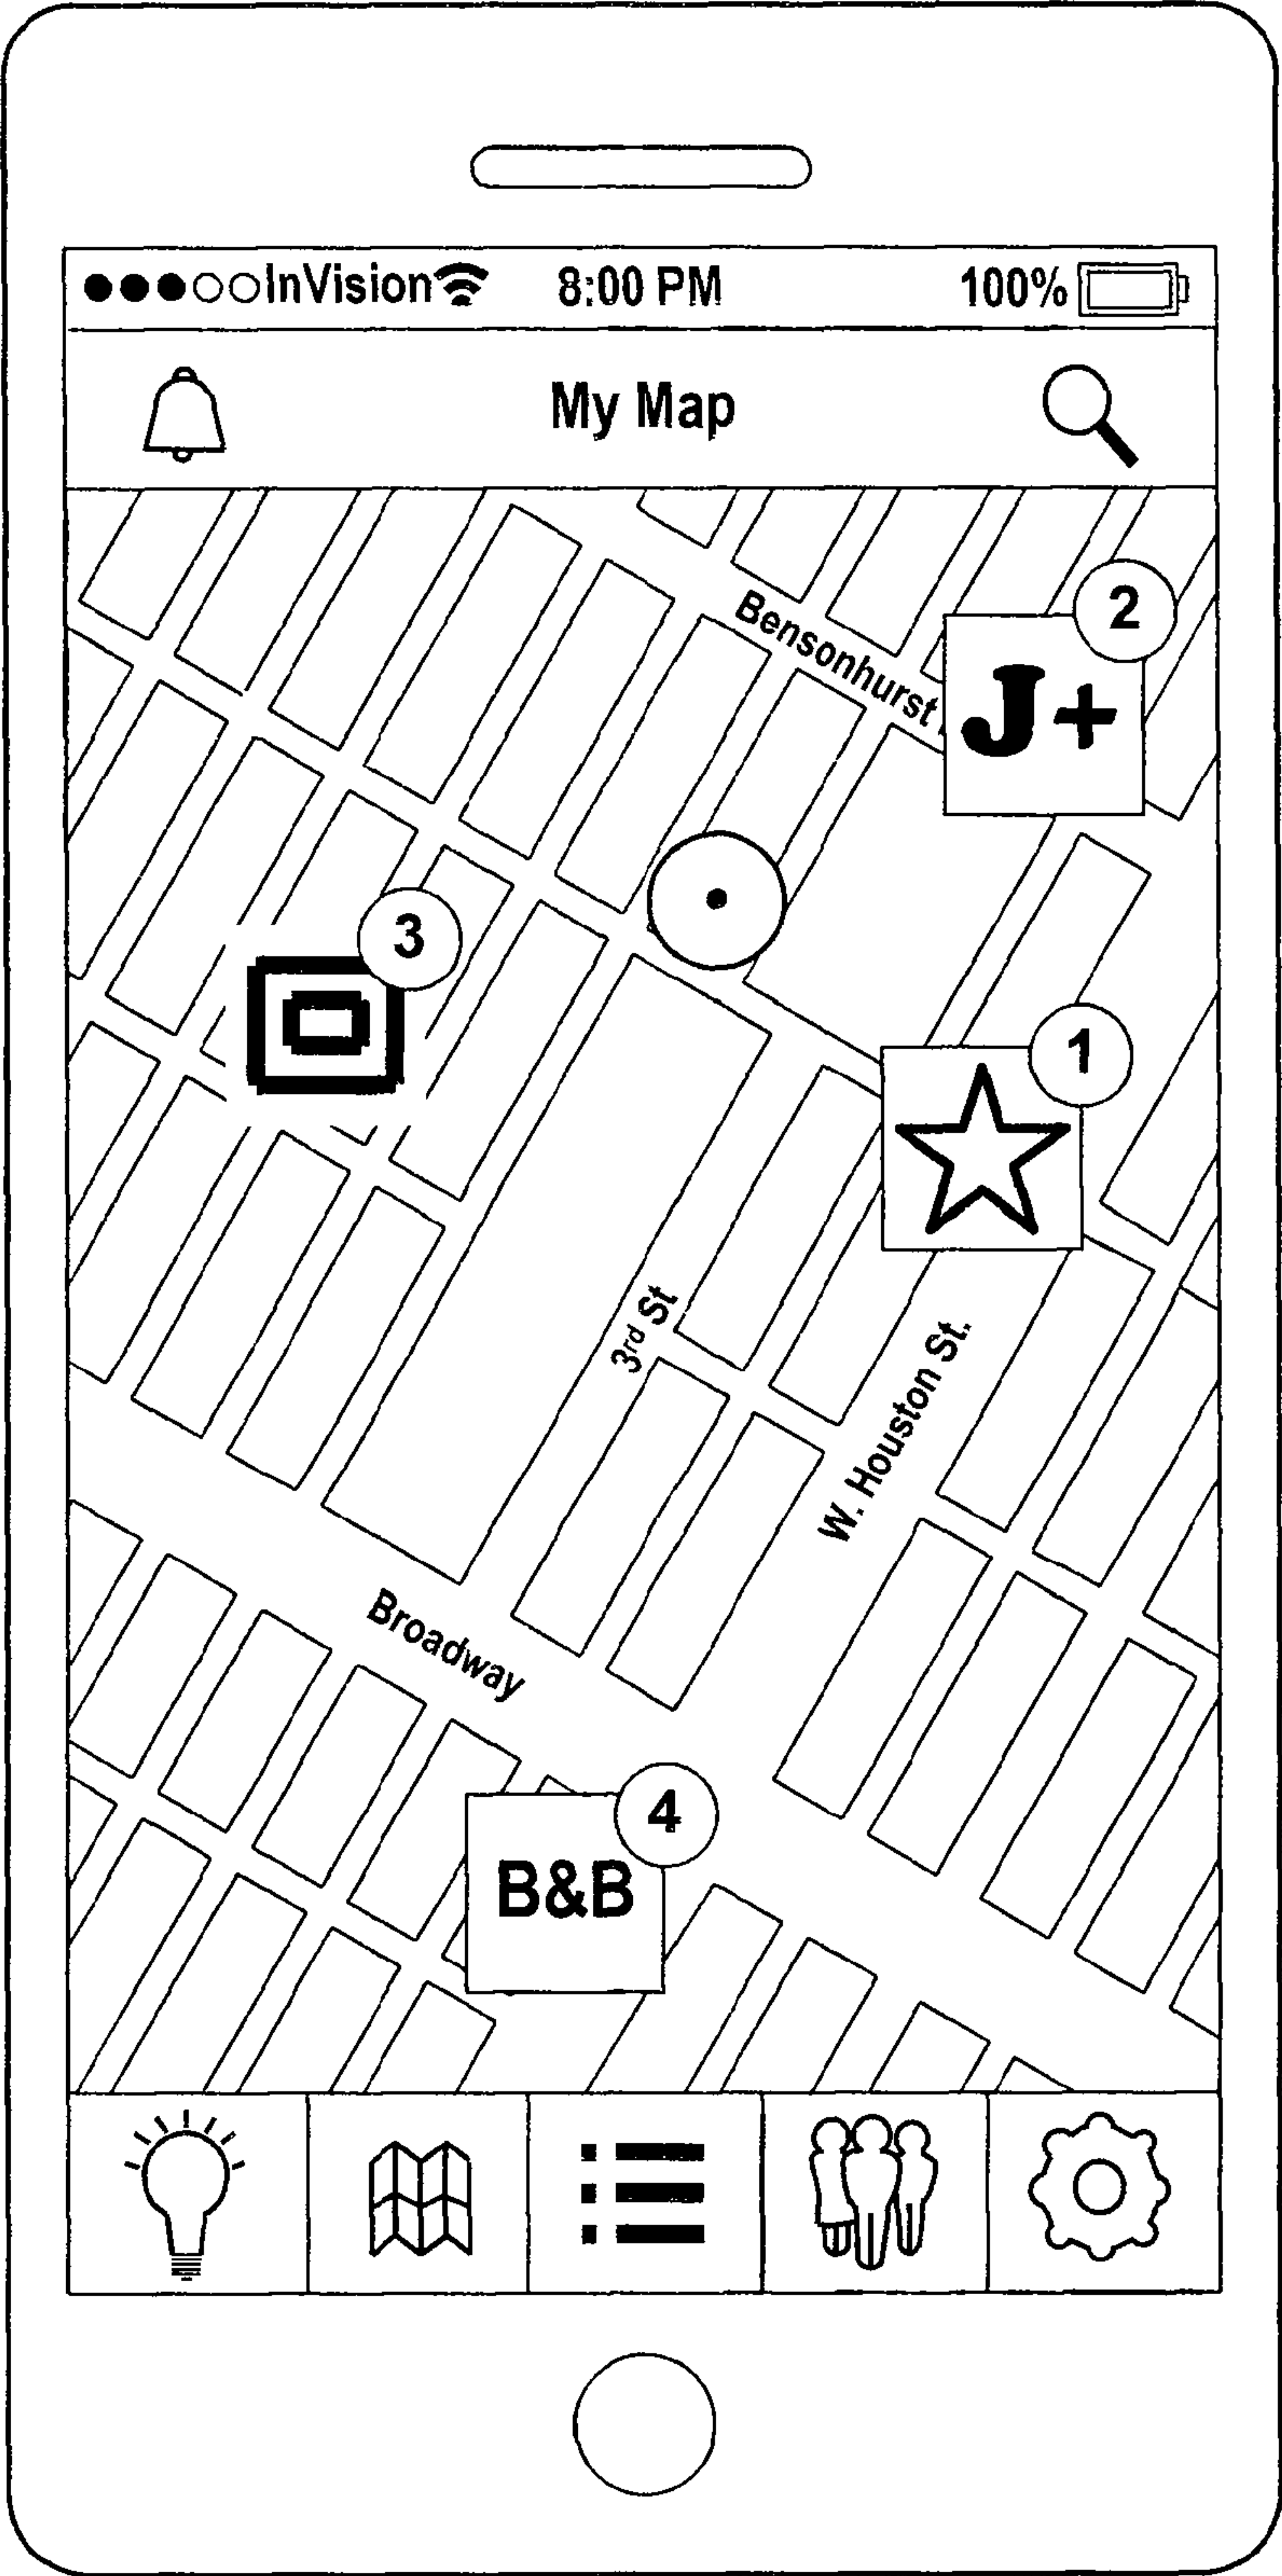 InVision 8:00 PM 100%
My Map
Bensonhurst
2
J+
3
1
3rd St
W. Houston St.
Broadway
4
B&B